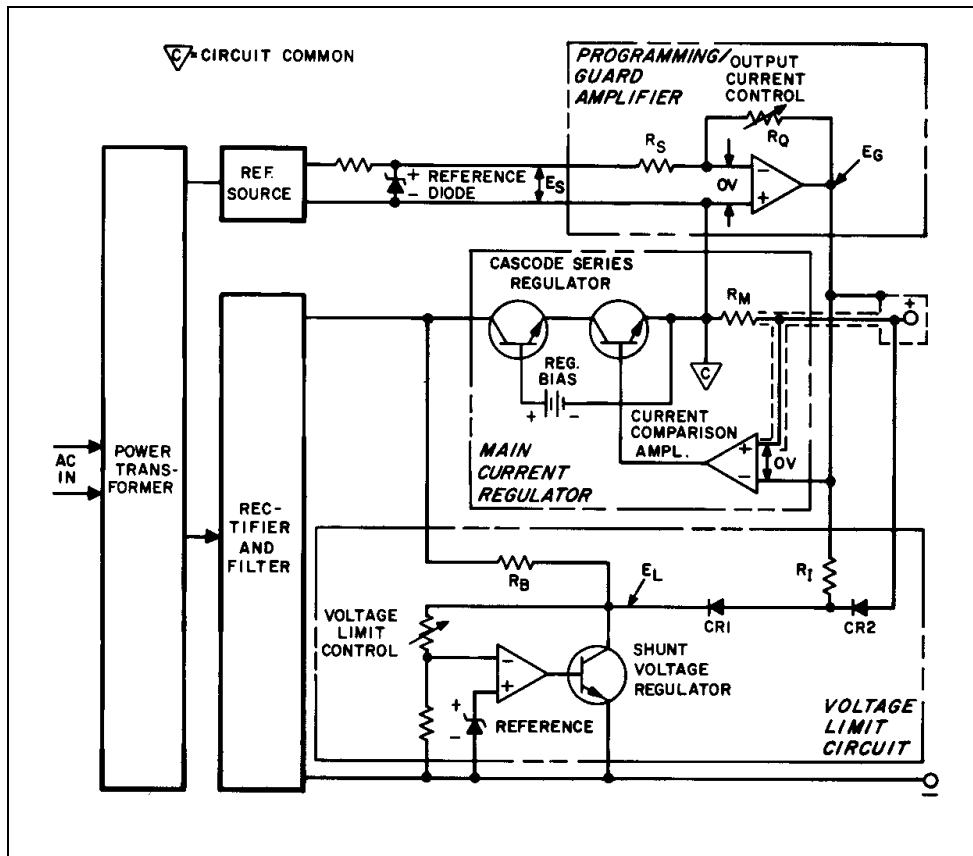 C = CIRCUIT COMMON
PROGRAMMING/
GUARD
AMPLIFIER
OUTPUT
CURRENT
CONTROL
RQ
RS
EG
REF.
SOURCE
+
-
REFERENCE
DIODE
ES
OV
-
+
CASCODE SERIES
REGULATOR
RM
+
C
REG.
BIAS
+
-
CURRENT
COMPARISON
AMPL.
+
-
OV
MAIN
CURRENT
REGULATOR
AC
IN
POWER
TRANS-
FORMER
REC-
TIFIER
AND
FILTER
RB
EL
RI
CR1
CR2
VOLTAGE
LIMIT
CONTROL
-
+
SHUNT
VOLTAGE
REGULATOR
+
-
REFERENCE
VOLTAGE
LIMIT
CIRCUIT
-